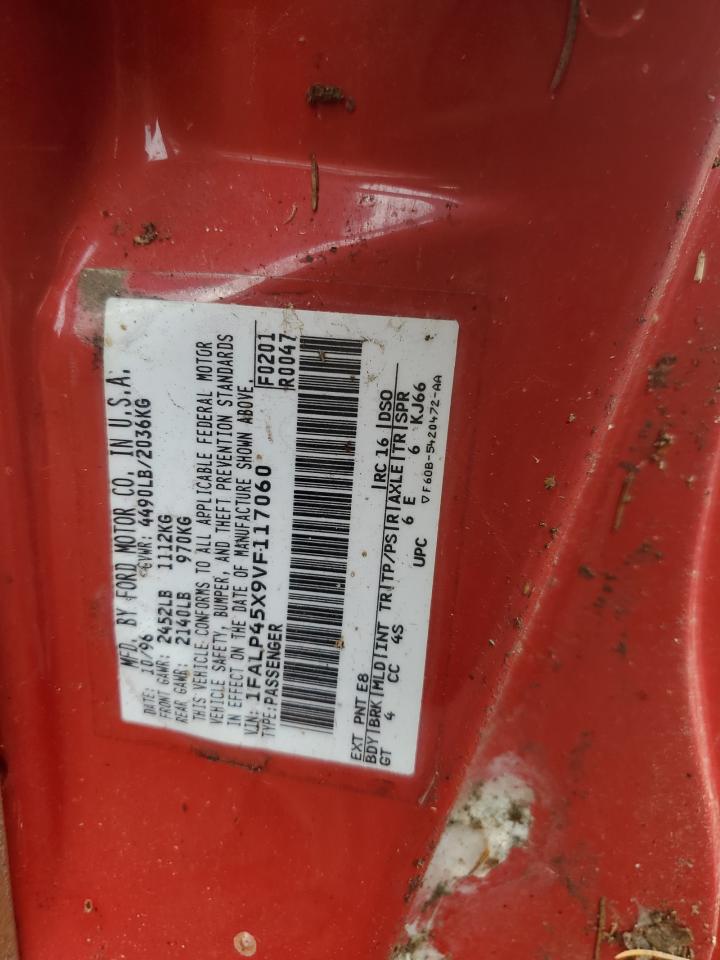 MFD. BY FORD MOTOR CO. IN U.S.A.
DATE: 10/96 GVWR: 4490LB/2036KG
FRONT GAWR: 2452LB 1112KG
REAR GAWR: 2140LB 970KG
THIS VEHICLE CONFORMS TO ALL APPLICABLE FEDERAL MOTOR
VEHICLE SAFETY, BUMPER, AND THEFT PREVENTION STANDARDS
IN EFFECT ON THE DATE OF MANUFACTURE SHOWN ABOVE.
VIN: 1FALP45X9VF117060 F0201
TYPE: PASSENGER R0047
EXT PNT E8 RC 16 DSO
BDY BRK MLD INT TR TP/PS R AXLE TR SPR
GT 4 CC 4S 6 E 6 KJ66
UPC ▽F60B-5420472-AA